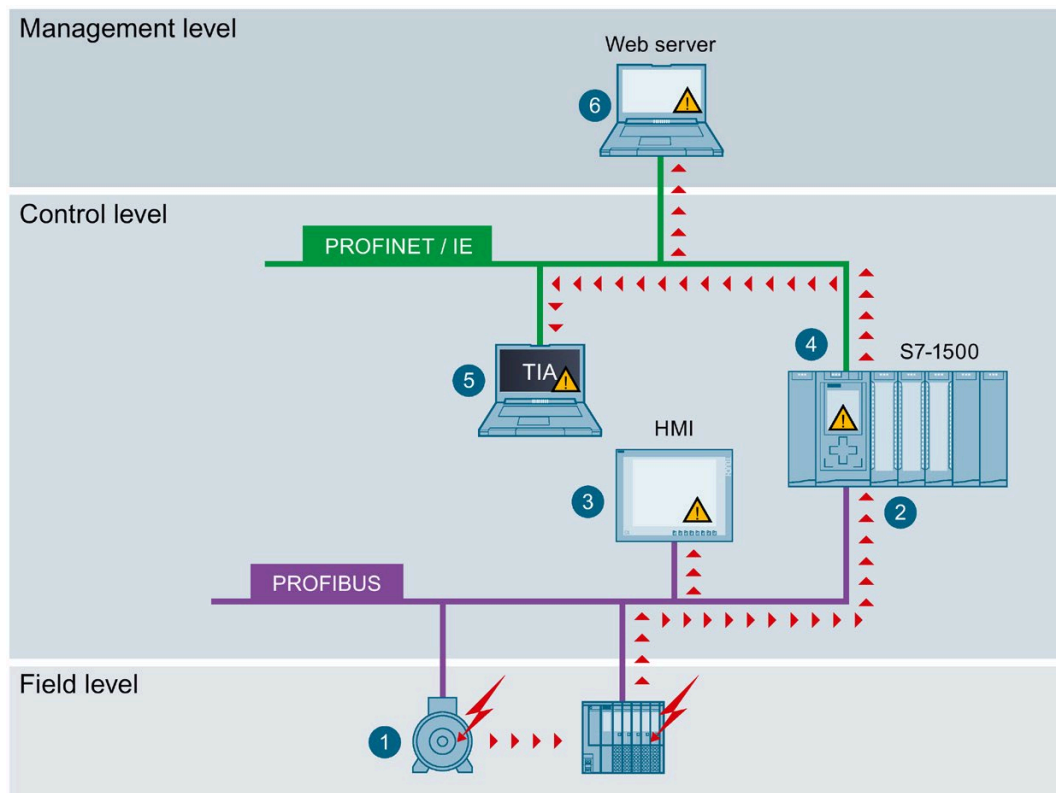 Management level
Web server
6
Control level
PROFINET / IE
4
S7-1500
5
TIA
HMI
3
2
PROFIBUS
Field level
1